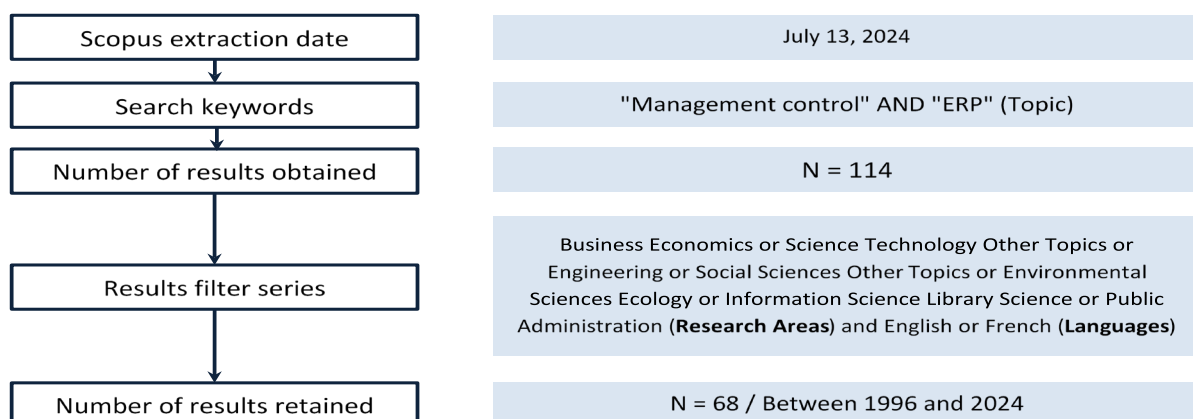 Scopus extraction date
July 13, 2024
Search keywords
"Management control" AND "ERP" (Topic)
Number of results obtained
N = 114
Results filter series
Business Economics or Science Technology Other Topics or
Engineering or Social Sciences Other Topics or Environmental
Sciences Ecology or Information Science Library Science or Public
Administration (Research Areas) and English or French (Languages)
Number of results retained
N = 68 / Between 1996 and 2024